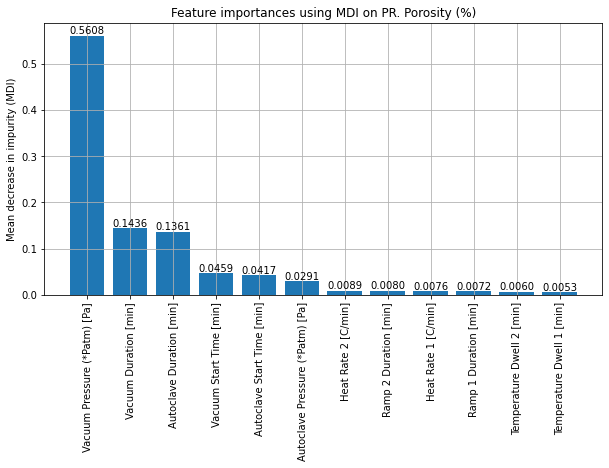 Feature importances using MDI on PR. Porosity (%)
Mean decrease in impurity (MDI)
0.5
0.4
0.3
0.2
0.1
0.0
0.5608
0.1436
0.1361
0.0459
0.0417
0.0291
0.0089
0.0080
0.0076
0.0072
0.0060
0.0053
Vacuum Pressure (*Patm) [Pa]
Vacuum Duration [min]
Autoclave Duration [min]
Vacuum Start Time [min]
Autoclave Start Time [min]
Autoclave Pressure (*Patm) [Pa]
Heat Rate 2 [C/min]
Ramp 2 Duration [min]
Heat Rate 1 [C/min]
Ramp 1 Duration [min]
Temperature Dwell 2 [min]
Temperature Dwell 1 [min]